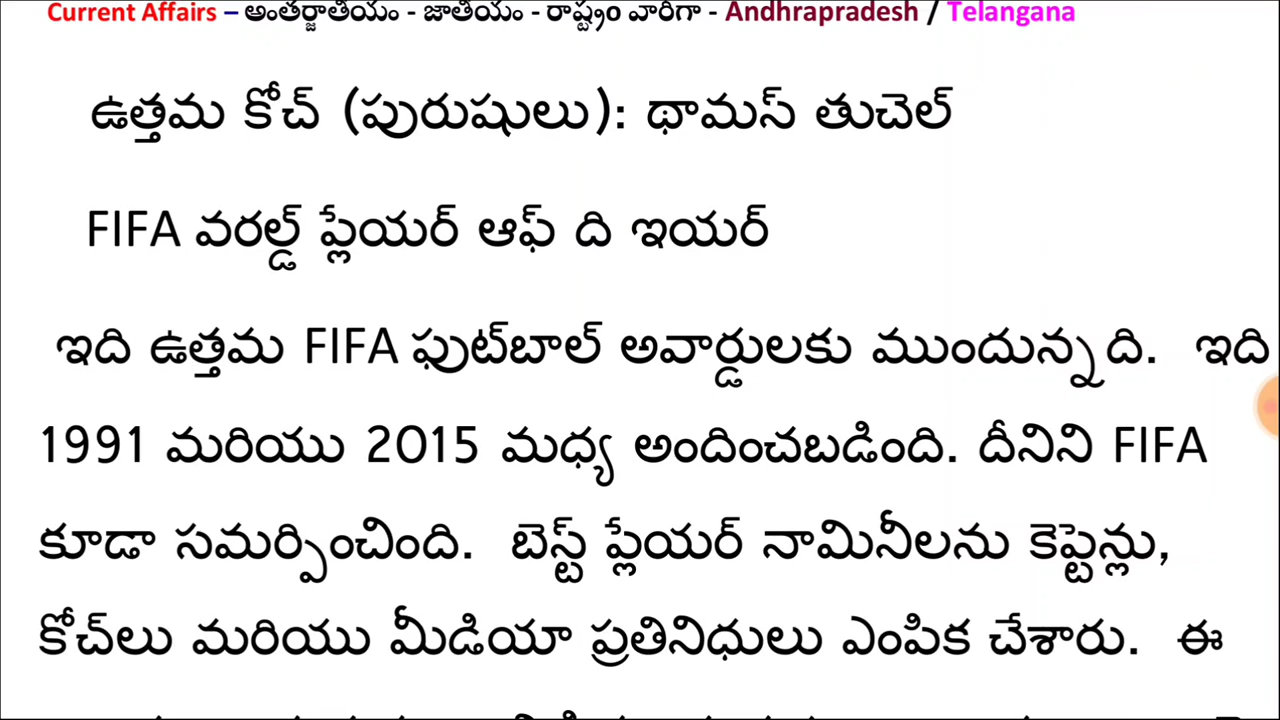 Current Affairs – అంతర్జాతీయం - జాతీయం - రాష్ట్రం వారీగా - Andhrapradesh / Telangana
ఉత్తమ కోచ్ (పురుషులు): థామస్ తుచెల్
FIFA వరల్డ్ ప్లేయర్ ఆఫ్ ది ఇయర్
ఇది ఉత్తమ FIFA ఫుట్‌బాల్ అవార్డులకు ముందున్నది. ఇది
1991 మరియు 2015 మధ్య అందించబడింది. దీనిని FIFA
కూడా సమర్పించింది. బెస్ట్ ప్లేయర్ నామినీలను కెప్టెన్లు,
కోచ్‌లు మరియు మీడియా ప్రతినిధులు ఎంపిక చేశారు. ఈ